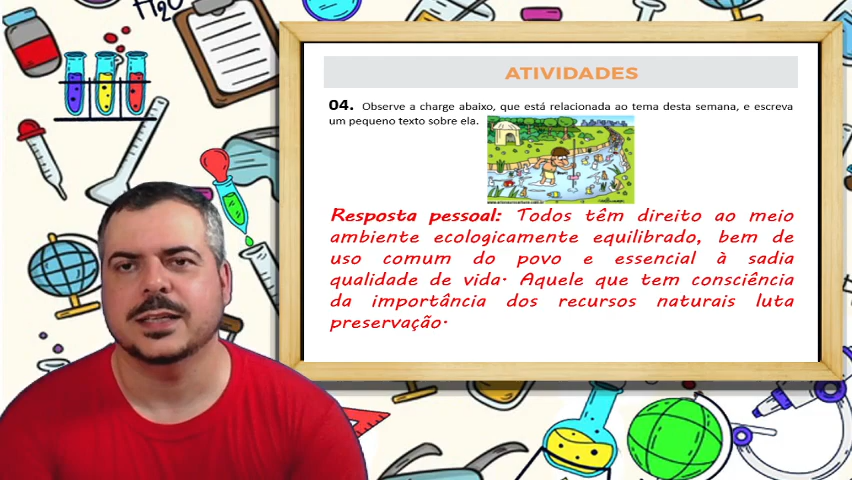 H₂O
ATIVIDADES
04. Observe a charge abaixo, que está relacionada ao tema desta semana, e escreva
um pequeno texto sobre ela.
Resposta pessoal: Todos têm direito ao meio
ambiente ecologicamente equilibrado, bem de
uso comum do povo e essencial à sadia
qualidade de vida. Aquele que tem consciência
da importância dos recursos naturais luta
preservação.